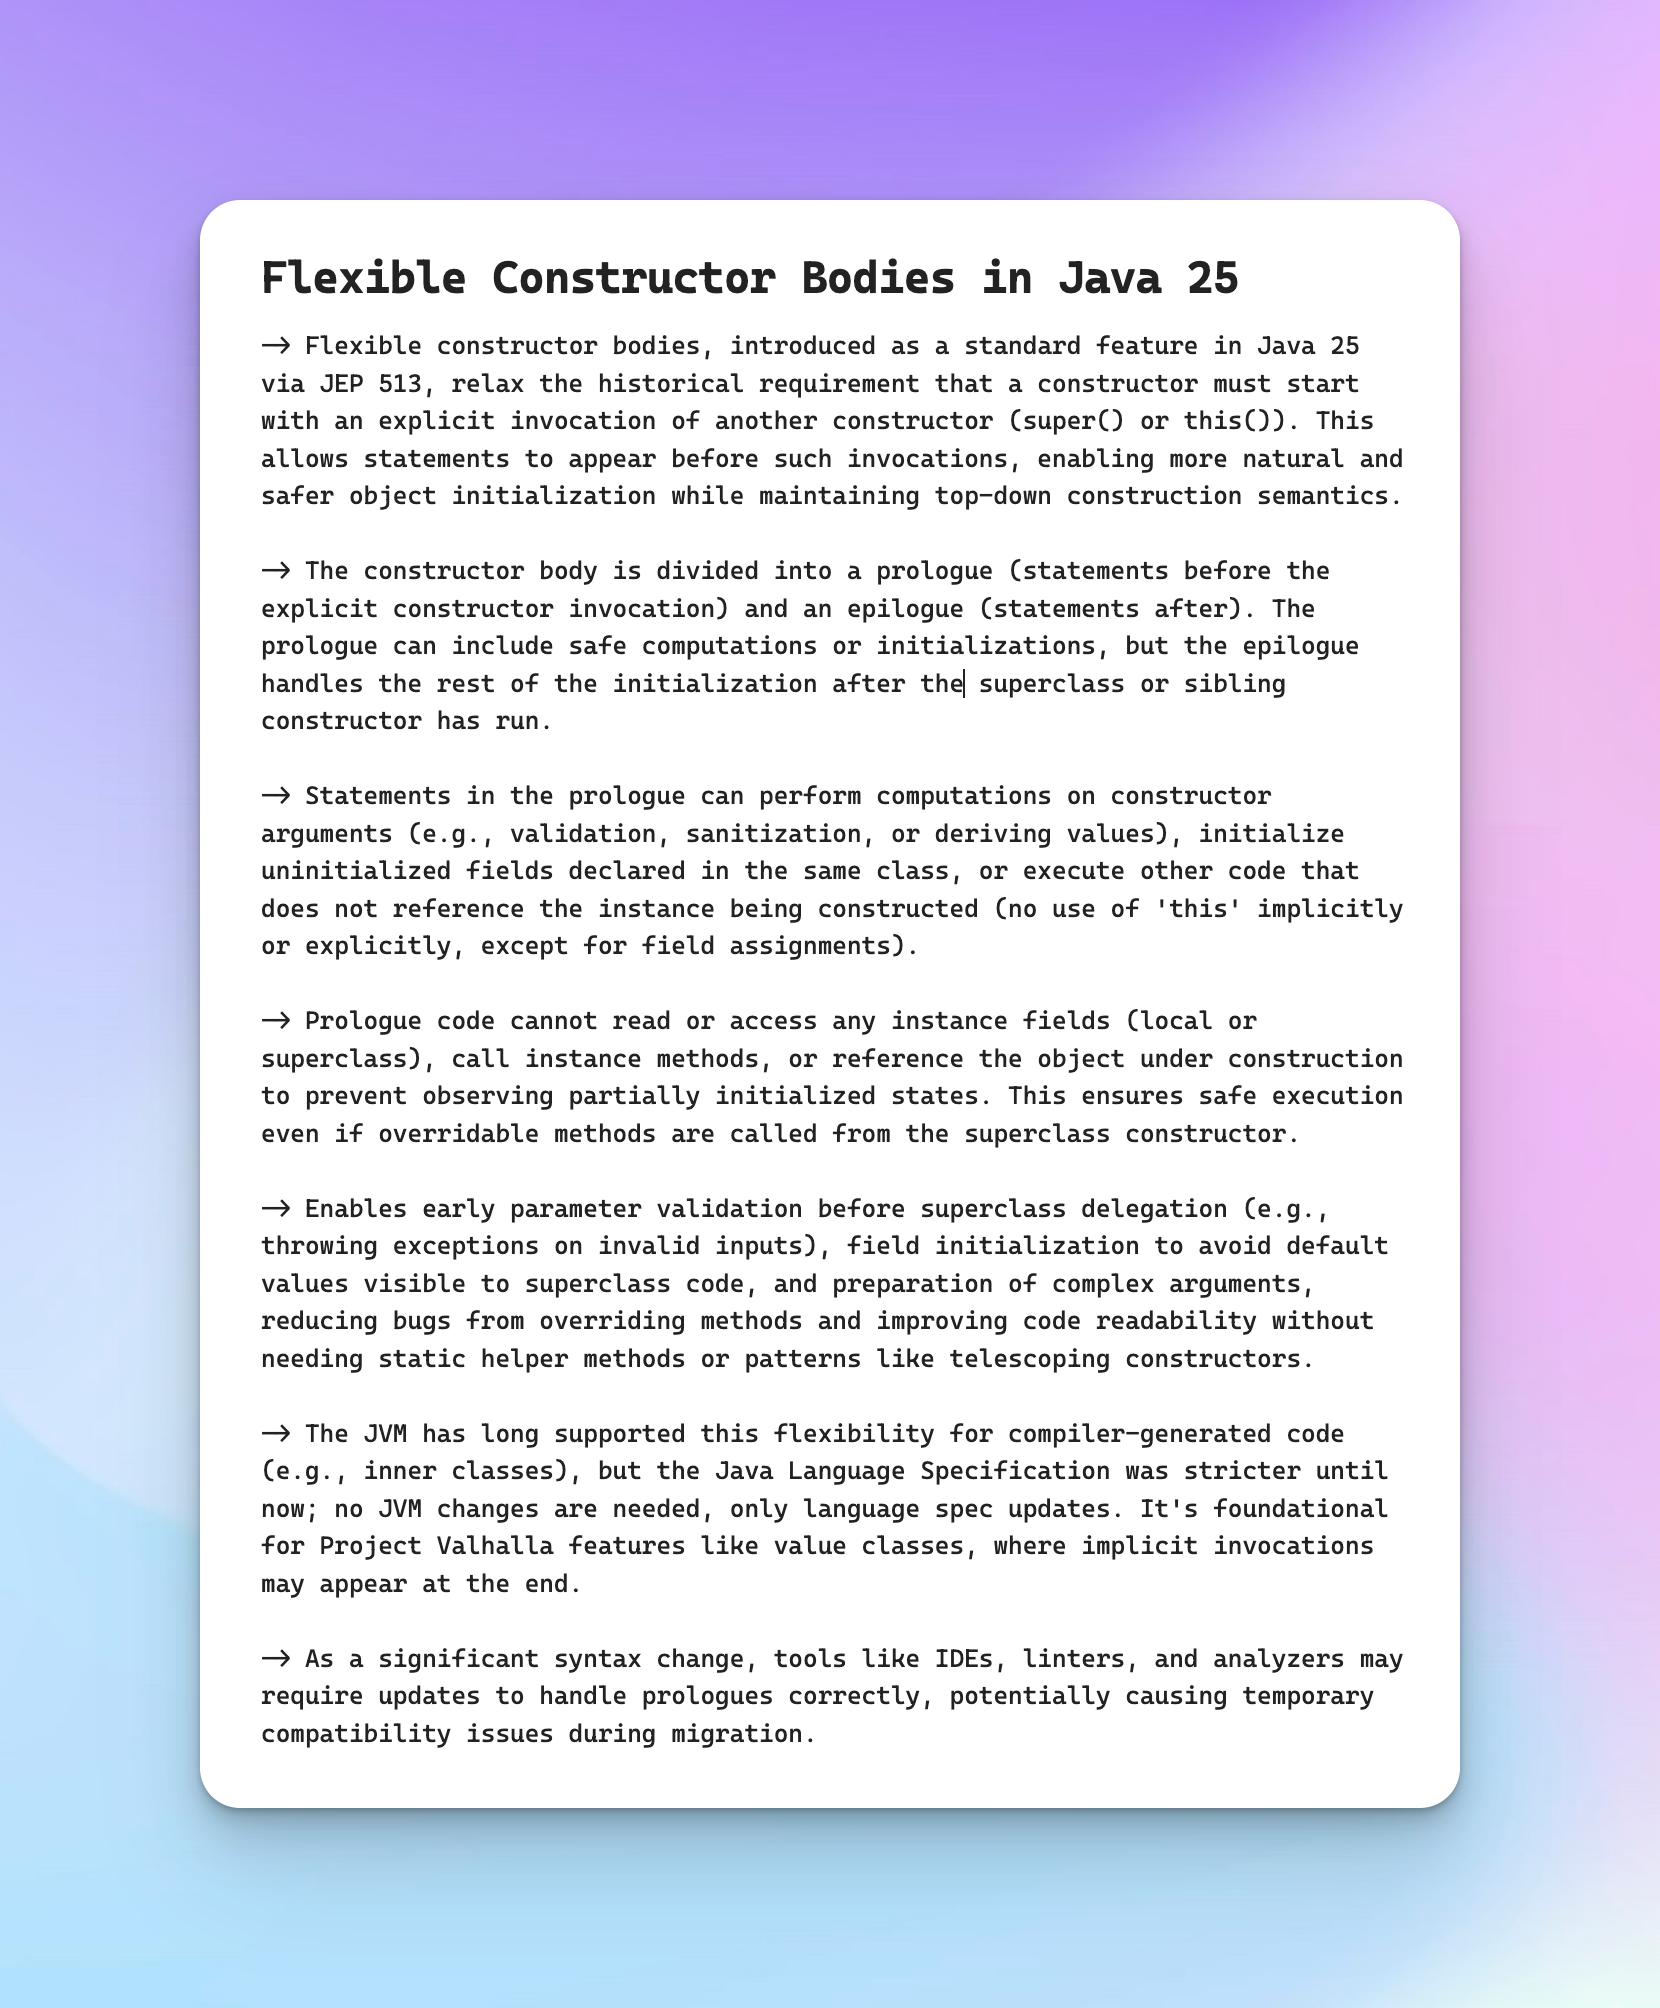 Flexible Constructor Bodies in Java 25
→ Flexible constructor bodies, introduced as a standard feature in Java 25
via JEP 513, relax the historical requirement that a constructor must start
with an explicit invocation of another constructor (super() or this()). This
allows statements to appear before such invocations, enabling more natural and
safer object initialization while maintaining top-down construction semantics.
→ The constructor body is divided into a prologue (statements before the
explicit constructor invocation) and an epilogue (statements after). The
prologue can include safe computations or initializations, but the epilogue
handles the rest of the initialization after the superclass or sibling
constructor has run.
→ Statements in the prologue can perform computations on constructor
arguments (e.g., validation, sanitization, or deriving values), initialize
uninitialized fields declared in the same class, or execute other code that
does not reference the instance being constructed (no use of 'this' implicitly
or explicitly, except for field assignments).
→ Prologue code cannot read or access any instance fields (local or
superclass), call instance methods, or reference the object under construction
to prevent observing partially initialized states. This ensures safe execution
even if overridable methods are called from the superclass constructor.
→ Enables early parameter validation before superclass delegation (e.g.,
throwing exceptions on invalid inputs), field initialization to avoid default
values visible to superclass code, and preparation of complex arguments,
reducing bugs from overriding methods and improving code readability without
needing static helper methods or patterns like telescoping constructors.
→ The JVM has long supported this flexibility for compiler-generated code
(e.g., inner classes), but the Java Language Specification was stricter until
now; no JVM changes are needed, only language spec updates. It's foundational
for Project Valhalla features like value classes, where implicit invocations
may appear at the end.
→ As a significant syntax change, tools like IDEs, linters, and analyzers may
require updates to handle prologues correctly, potentially causing temporary
compatibility issues during migration.